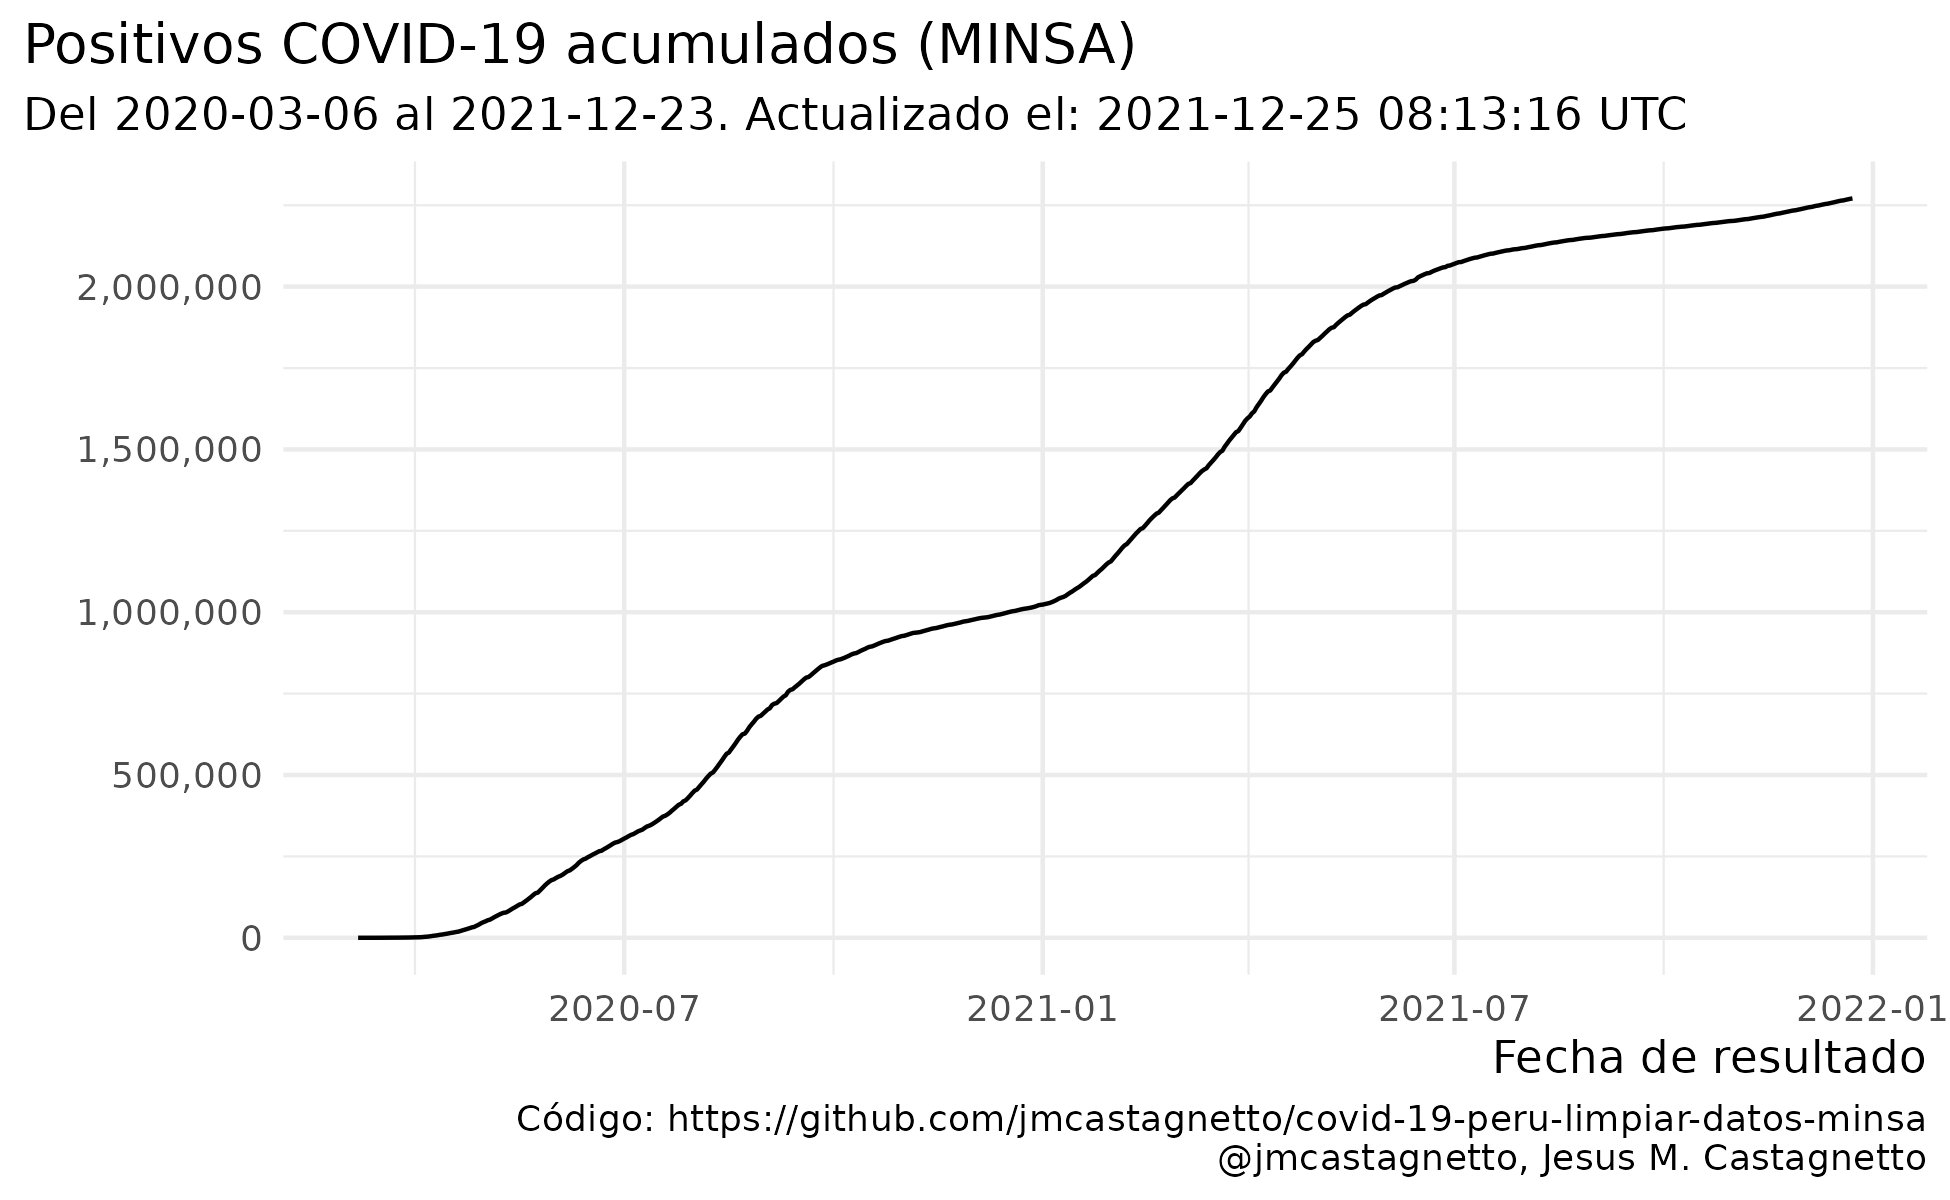 Positivos COVID-19 acumulados (MINSA)
Del 2020-03-06 al 2021-12-23. Actualizado el: 2021-12-25 08:13:16 UTC
2,000,000
1,500,000
1,000,000
500,000
0
2020-07 2021-01 2021-07 2022-01
Fecha de resultado
Código: https://github.com/jmcastagnetto/covid-19-peru-limpiar-datos-minsa
@jmcastagnetto, Jesus M. Castagnetto